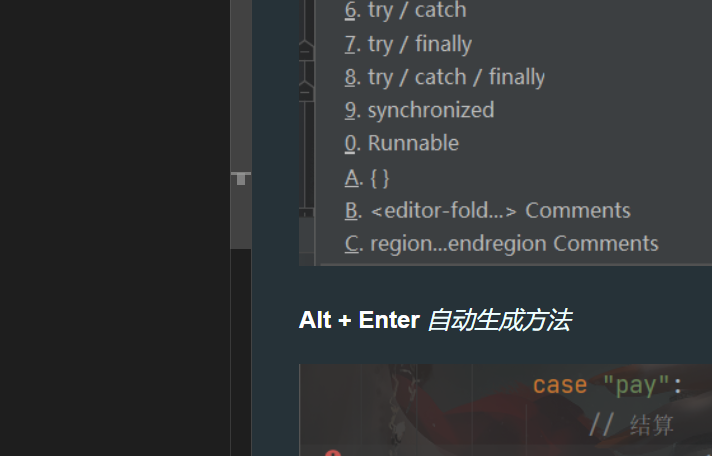 6. try / catch
7. try / finally
8. try / catch / finally
9. synchronized
0. Runnable
A. { }
B. <editor-fold...> Comments
C. region...endregion Comments
Alt + Enter 自动生成方法
case "pay":
// 结算